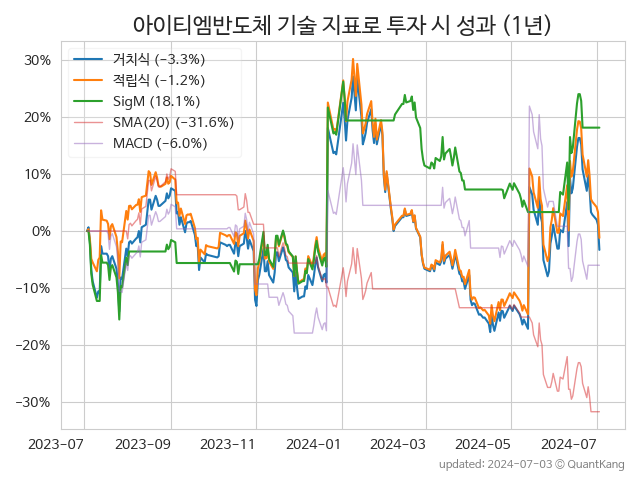 아이티엠반도체 기술 지표로 투자 시 성과 (1년)
거치식 (−3.3%)
적립식 (−1.2%)
SigM (18.1%)
SMA(20) (−31.6%)
MACD (−6.0%)
30%
20%
10%
0%
−10%
−20%
−30%
2023-07 2023-09 2023-11 2024-01 2024-03 2024-05 2024-07
updated: 2024-07-03 ⓒ QuantKang